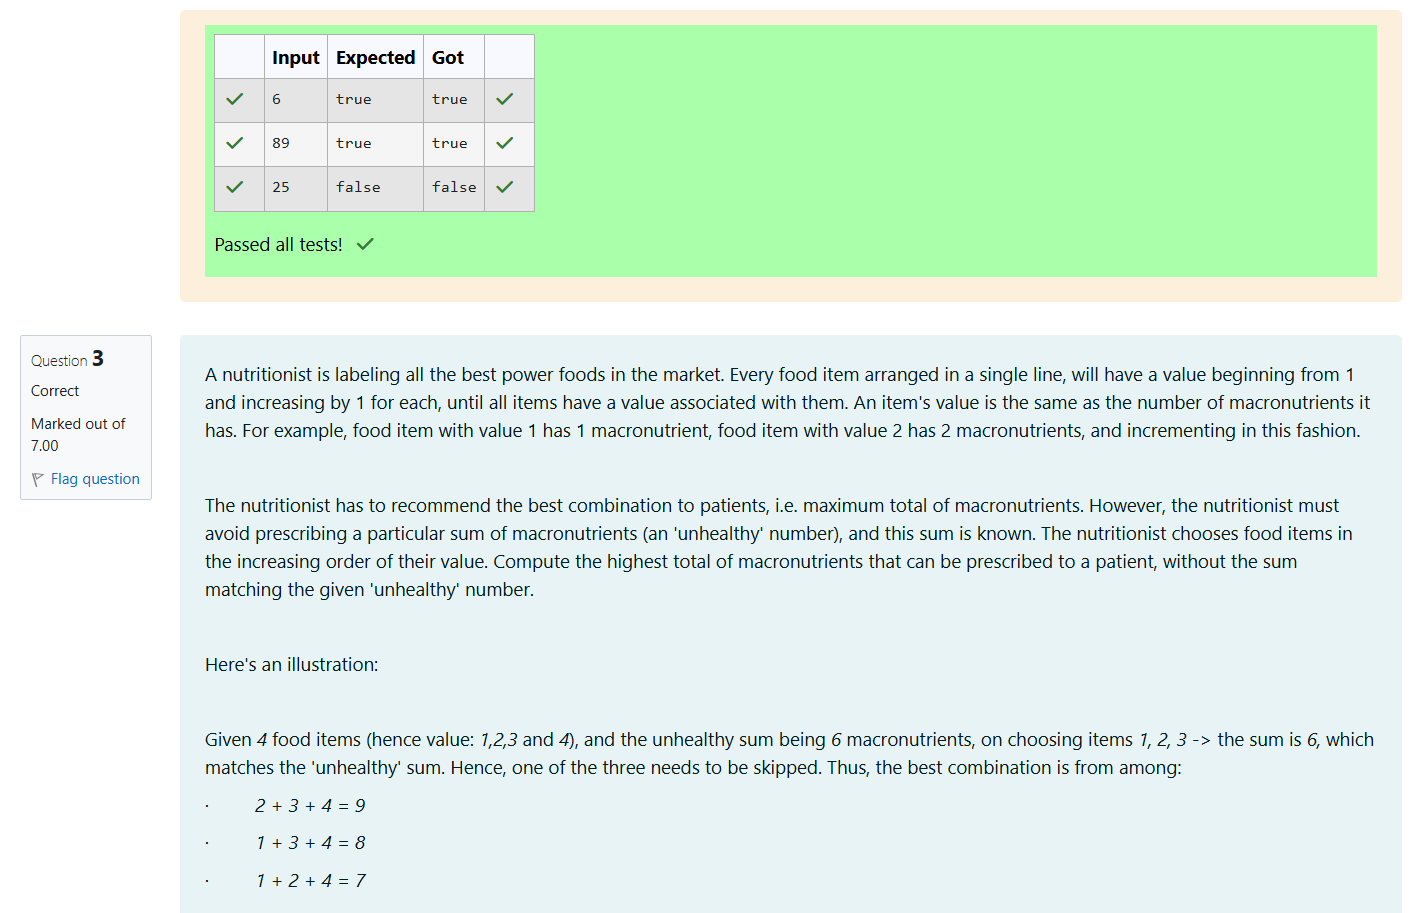 Input Expected Got
6 true true
89 true true
25 false false
Passed all tests!
Question 3
Correct
Marked out of
7.00
Flag question
A nutritionist is labeling all the best power foods in the market. Every food item arranged in a single line, will have a value beginning from 1
and increasing by 1 for each, until all items have a value associated with them. An item's value is the same as the number of macronutrients it
has. For example, food item with value 1 has 1 macronutrient, food item with value 2 has 2 macronutrients, and incrementing in this fashion.
The nutritionist has to recommend the best combination to patients, i.e. maximum total of macronutrients. However, the nutritionist must
avoid prescribing a particular sum of macronutrients (an 'unhealthy' number), and this sum is known. The nutritionist chooses food items in
the increasing order of their value. Compute the highest total of macronutrients that can be prescribed to a patient, without the sum
matching the given 'unhealthy' number.
Here's an illustration:
Given 4 food items (hence value: 1,2,3 and 4), and the unhealthy sum being 6 macronutrients, on choosing items 1, 2, 3 -> the sum is 6, which
matches the 'unhealthy' sum. Hence, one of the three needs to be skipped. Thus, the best combination is from among:
· 2 + 3 + 4 = 9
· 1 + 3 + 4 = 8
· 1 + 2 + 4 = 7